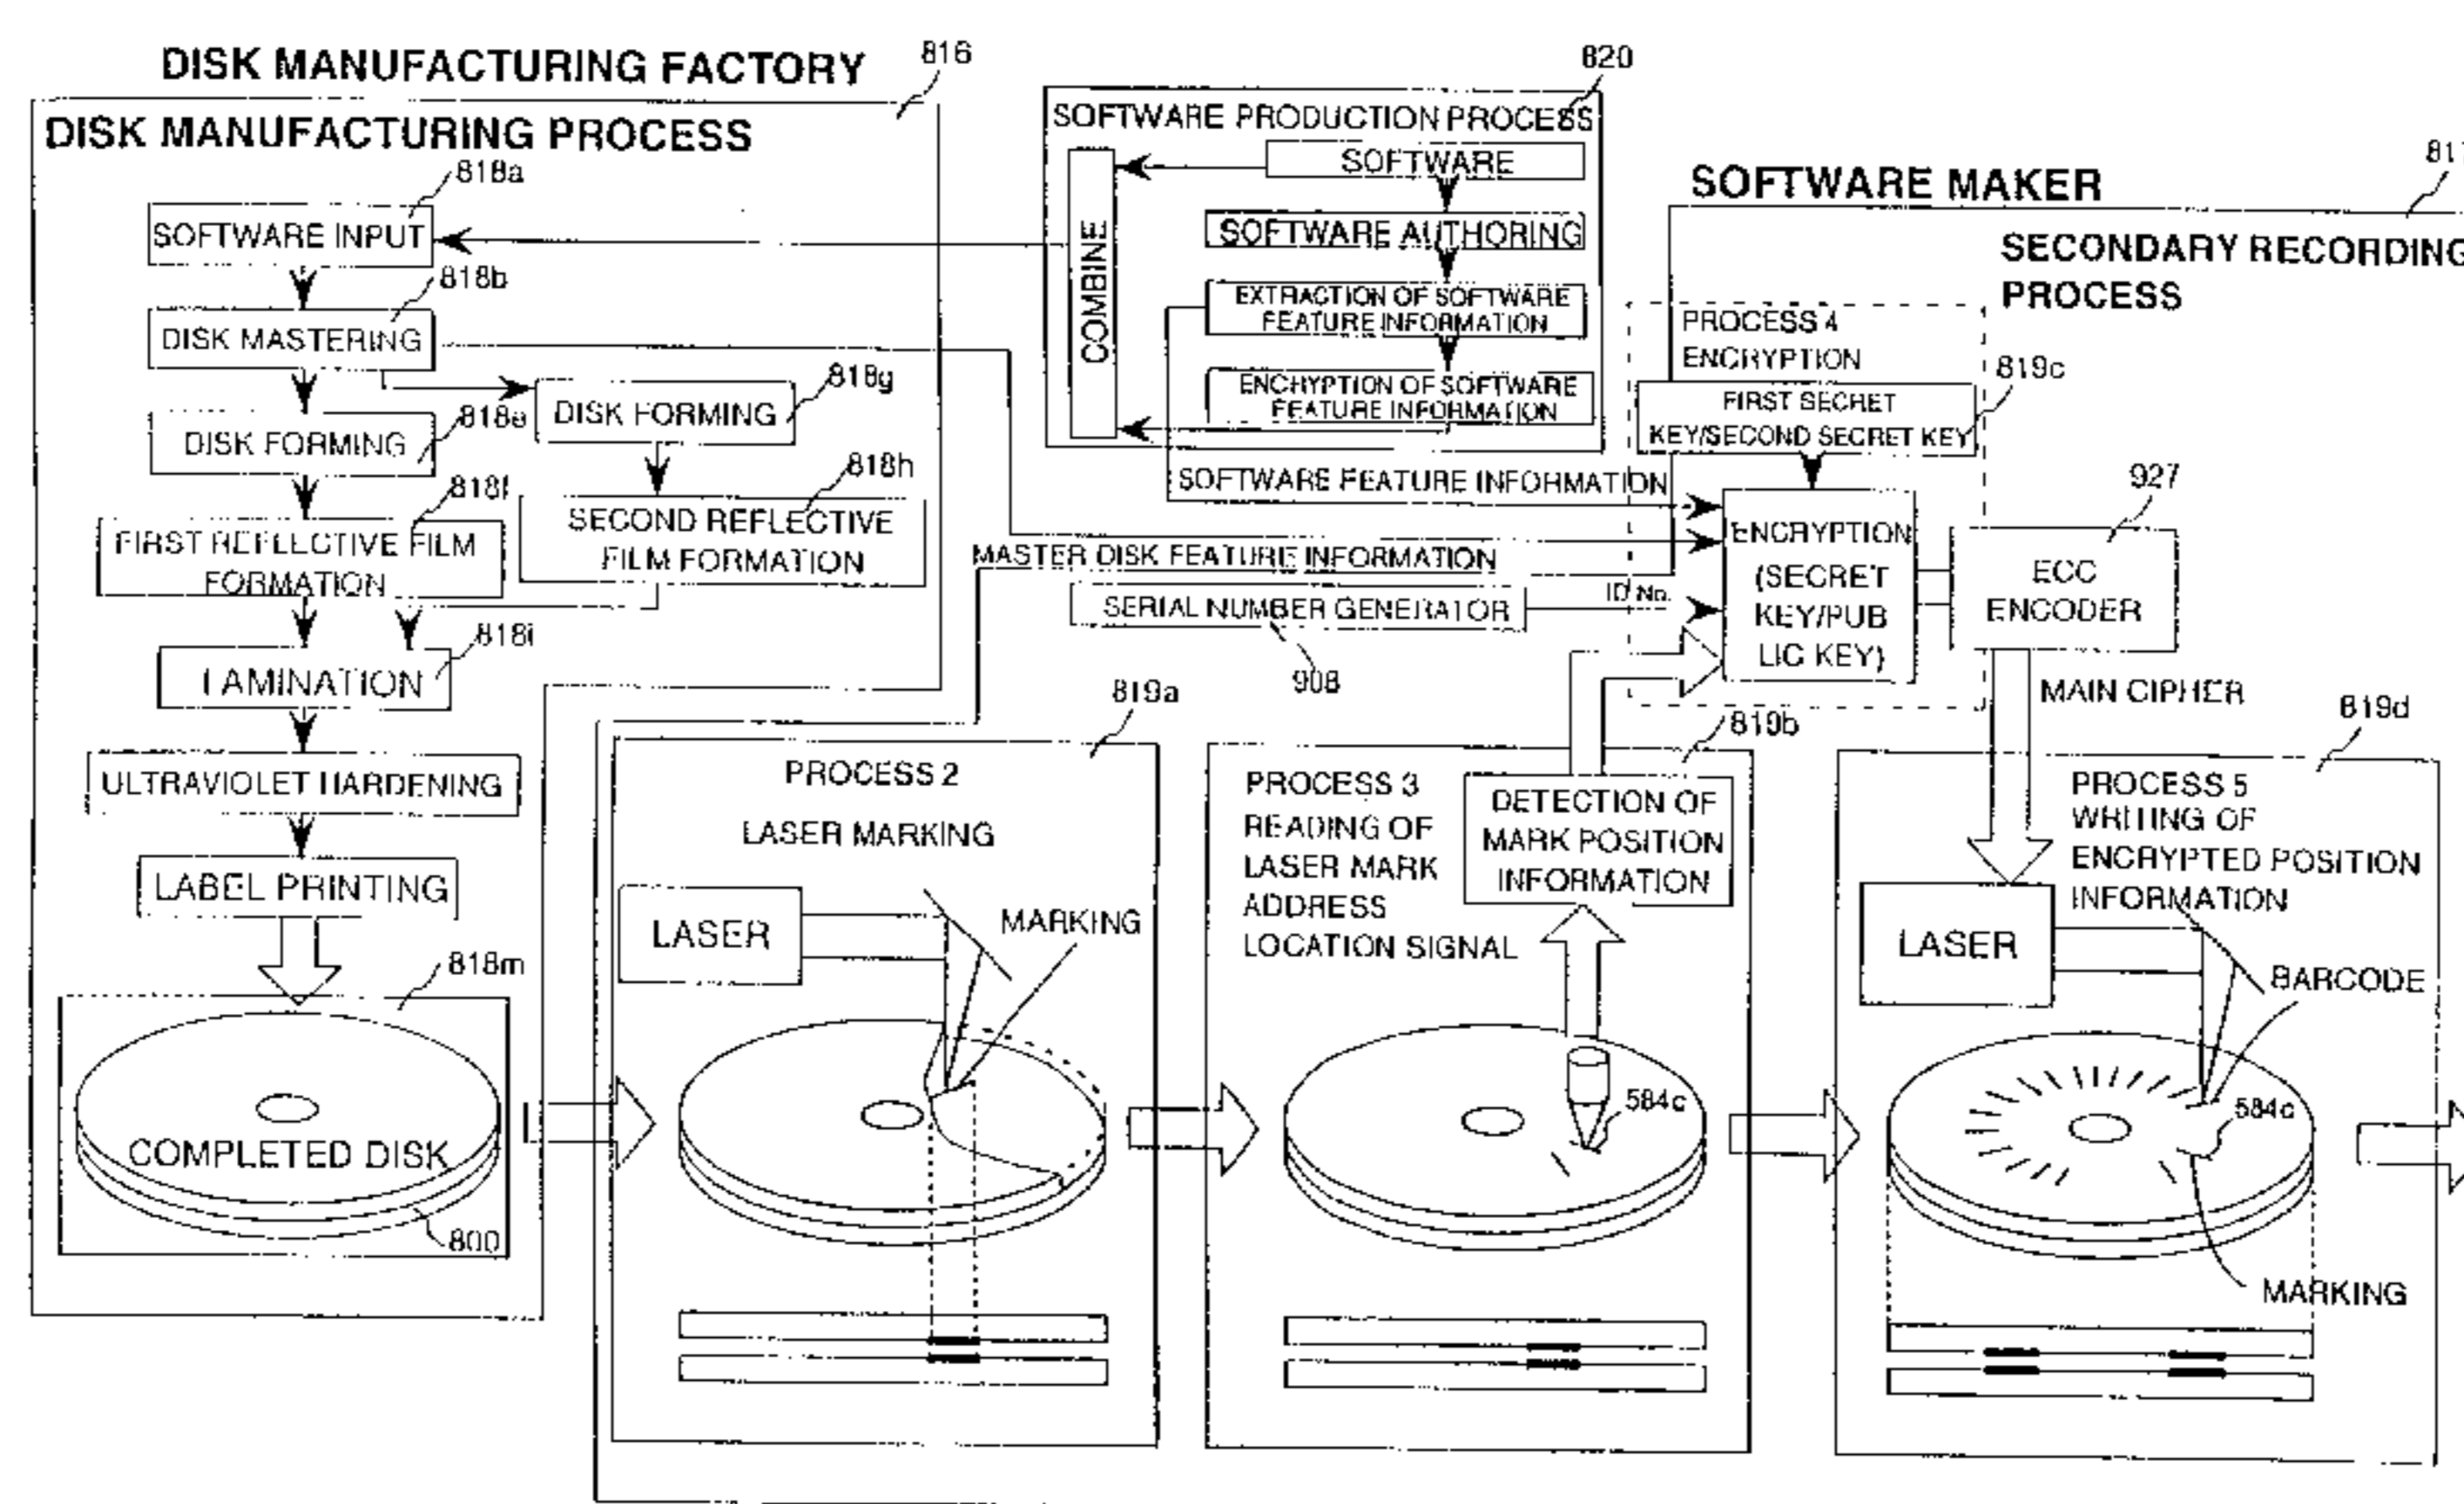 DISK MANUFACTURING FACTORY
816
DISK MANUFACTURING PROCESS
818a
SOFTWARE INPUT
818b
DISK MASTERING
818g
DISK FORMING
818e
DISK FORMING
818h
SECOND REFLECTIVE
FILM FORMATION
818f
FIRST REFLECTIVE FILM
FORMATION
818i
LAMINATION
ULTRAVIOLET HARDENING
LABEL PRINTING
818m
COMPLETED DISK
800
820
SOFTWARE PRODUCTION PROCESS
COMBINE
SOFTWARE
SOFTWARE AUTHORING
EXTRACTION OF SOFTWARE
FEATURE INFORMATION
ENCRYPTION OF SOFTWARE
FEATURE INFORMATION
SOFTWARE FEATURE INFORMATION
MASTER DISK FEATURE INFORMATION
SERIAL NUMBER GENERATOR
ID No.
908
SOFTWARE MAKER
SECONDARY RECORDING
PROCESS
PROCESS 4
ENCRYPTION
819c
FIRST SECRET
KEY/SECOND SECRET KEY
ENCRYPTION
(SECRET
KEY/PUB
LIC KEY)
927
ECC
ENCODER
MAIN CIPHER
819a
PROCESS 2
LASER MARKING
LASER
MARKING
819b
PROCESS 3
READING OF
LASER MARK
ADDRESS
LOCATION SIGNAL
DETECTION OF
MARK POSITION
INFORMATION
584c
819d
PROCESS 5
WRITING OF
ENCRYPTED POSITION
INFORMATION
LASER
BARCODE
584c
MARKING